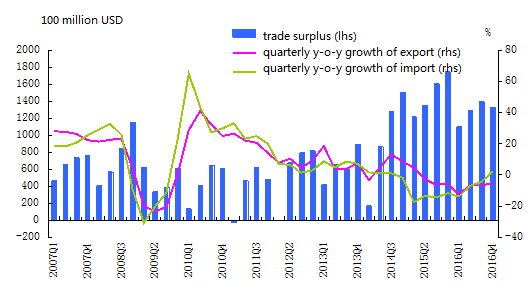 100 million USD
trade surplus (lhs)
%
quarterly y-o-y growth of export (rhs)
quarterly y-o-y growth of import (rhs)
2000
1800
1600
1400
1200
1000
800
600
400
200
0
-200
80
60
40
20
0
-20
-40
2007Q1
2007Q4
2008Q3
2009Q2
2010Q1
2010Q4
2011Q3
2012Q2
2013Q1
2013Q4
2014Q3
2015Q2
2016Q1
2016Q4